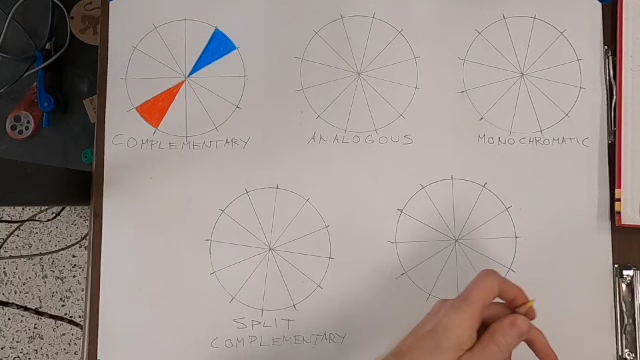 COMPLEMENTARY
ANALOGOUS
MONOCHROMATIC
SPLIT
COMPLEMENTARY